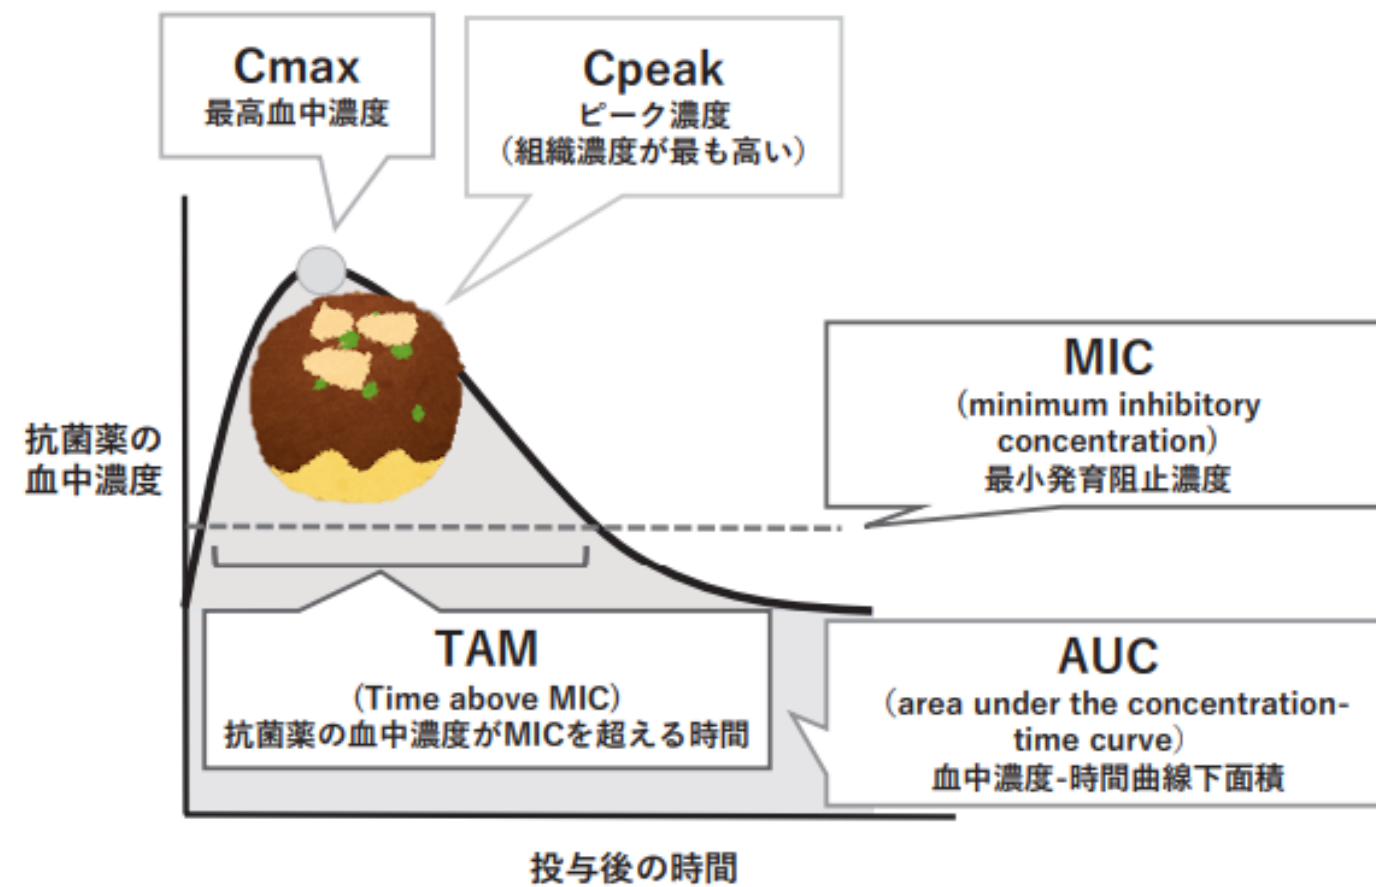 Cmax
最高血中濃度
Cpeak
ピーク濃度
（組織濃度が最も高い）
抗菌薬の
血中濃度
MIC
（minimum inhibitory
concentration）
最小発育阻止濃度
TAM
（Time above MIC）
抗菌薬の血中濃度がMICを超える時間
AUC
（area under the concentration-
time curve）
血中濃度-時間曲線下面積
投与後の時間